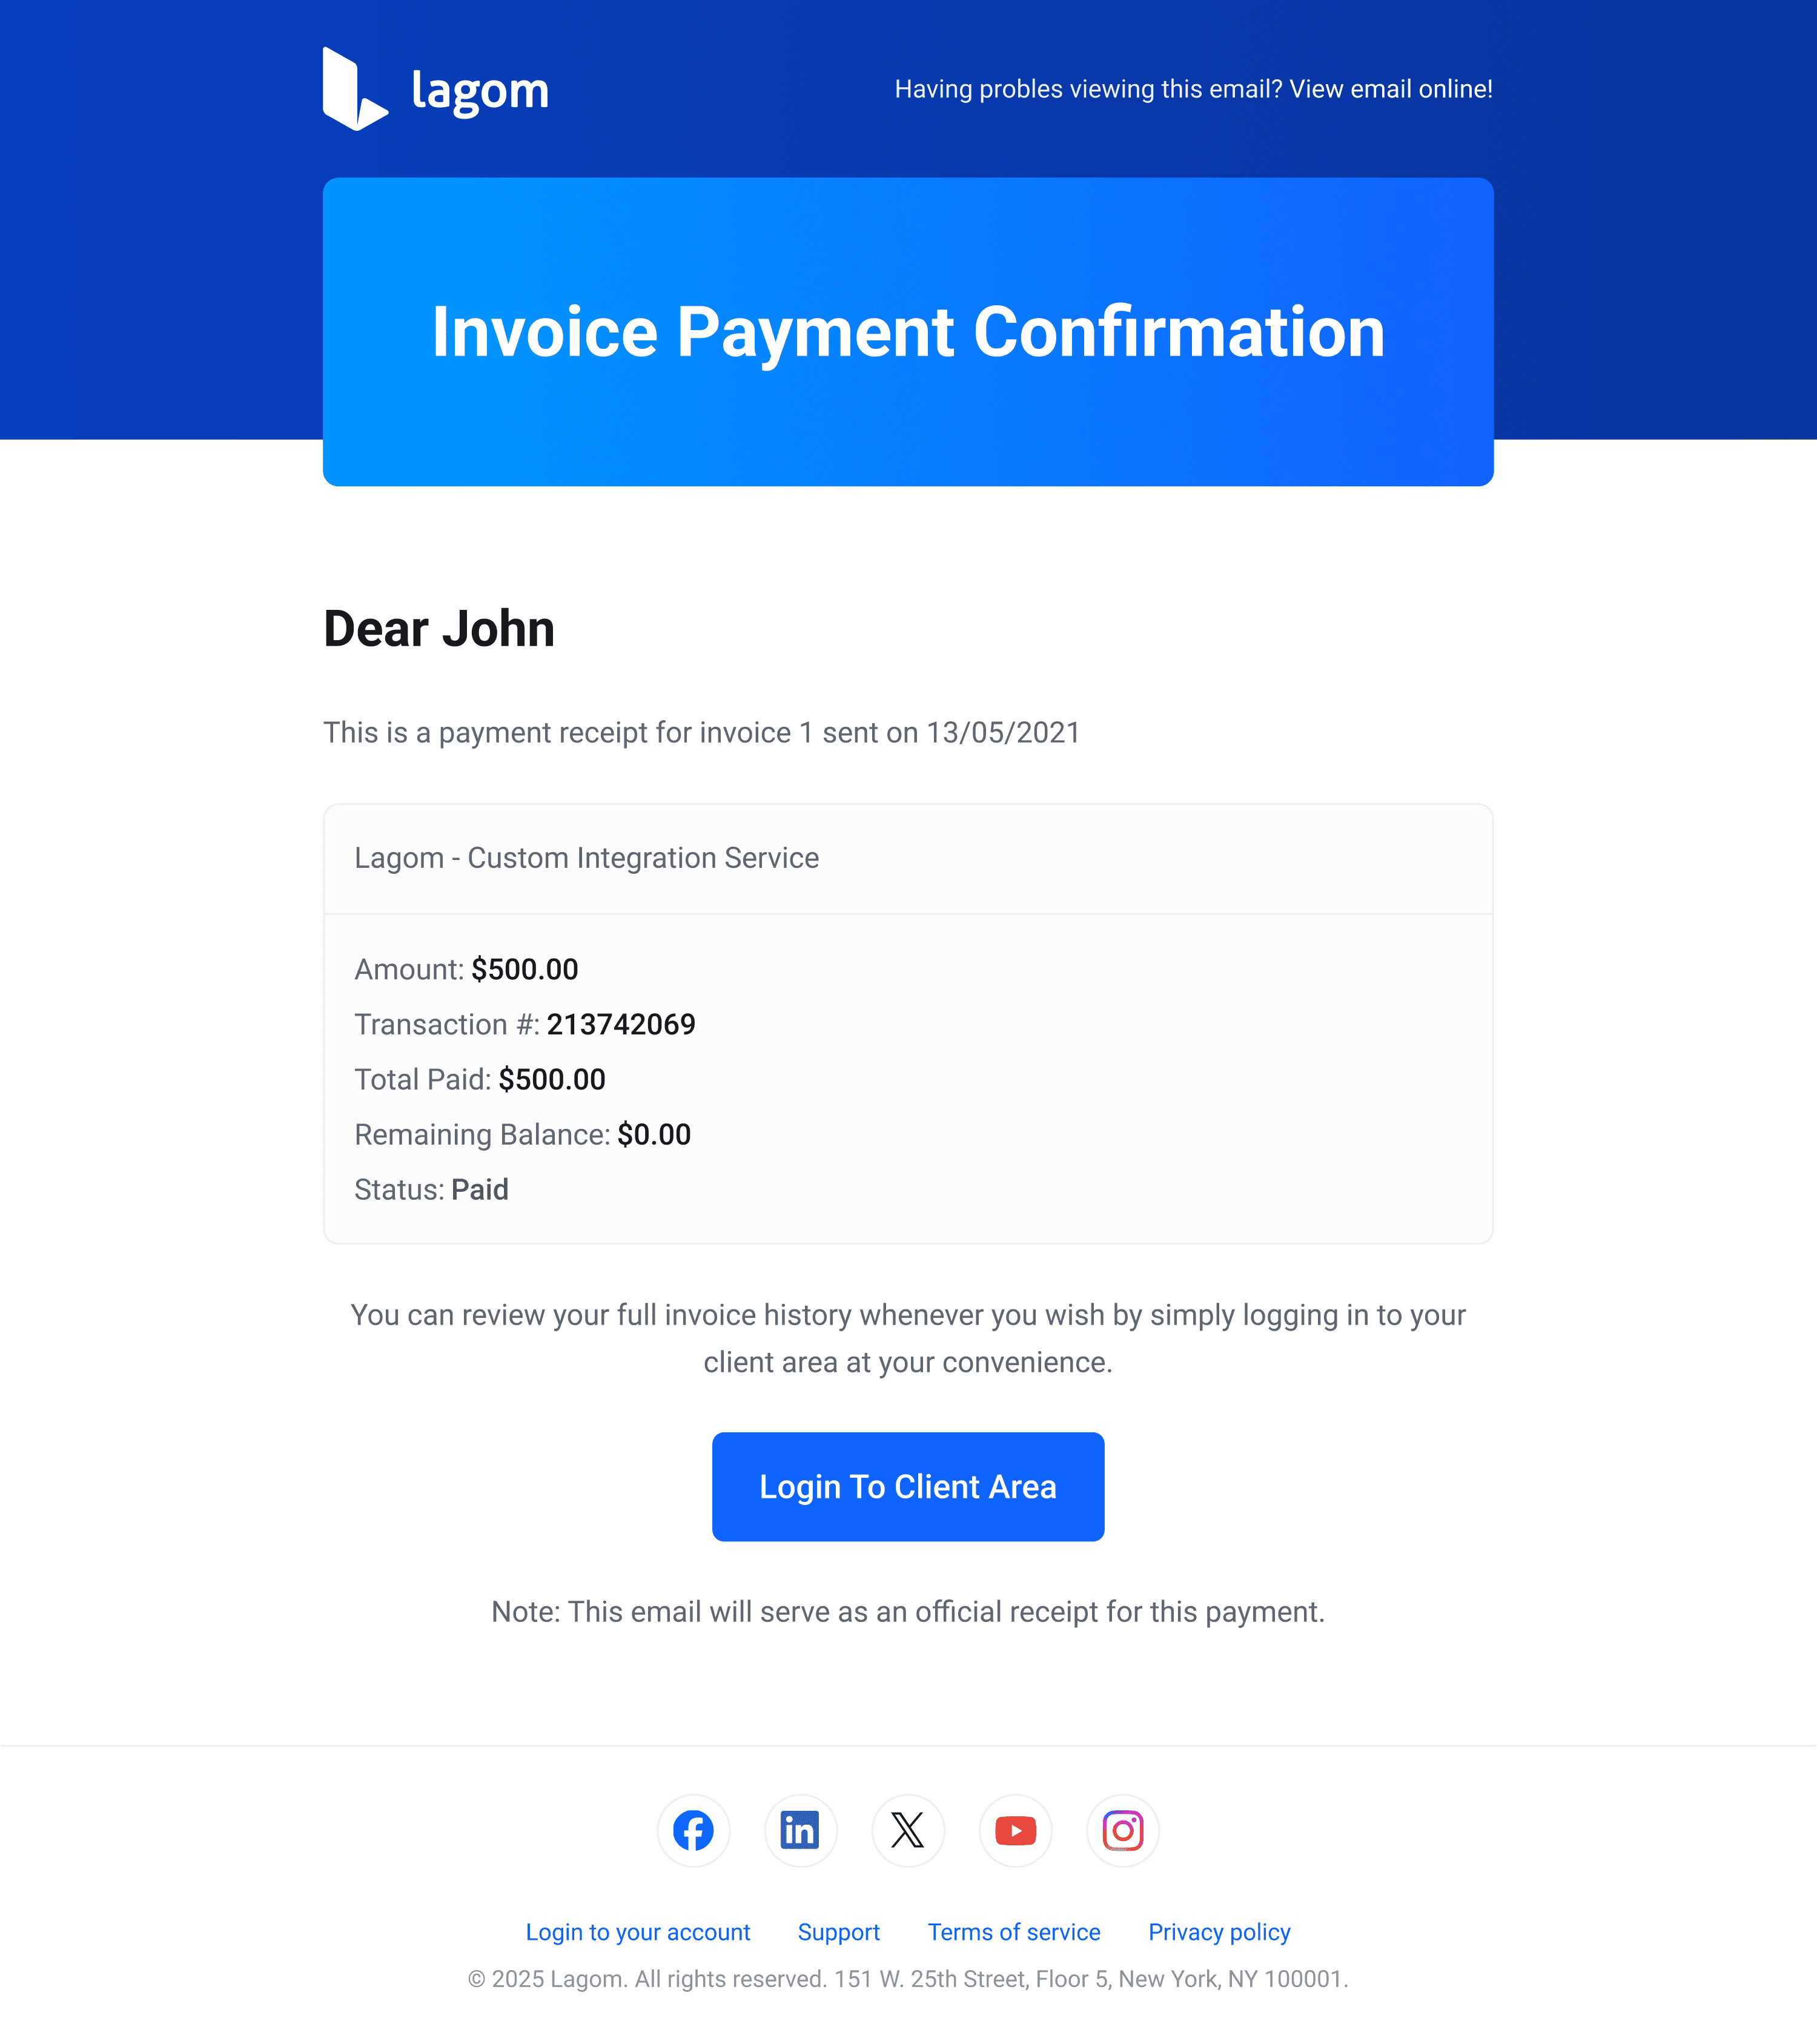 lagom
Having probles viewing this email? View email online!
Invoice Payment Confirmation
Dear John
This is a payment receipt for invoice 1 sent on 13/05/2021
Lagom - Custom Integration Service
Amount: $500.00
Transaction #: 213742069
Total Paid: $500.00
Remaining Balance: $0.00
Status: Paid
You can review your full invoice history whenever you wish by simply logging in to your
client area at your convenience.
Login To Client Area
Note: This email will serve as an official receipt for this payment.
Login to your account Support Terms of service Privacy policy
© 2025 Lagom. All rights reserved. 151 W. 25th Street, Floor 5, New York, NY 100001.